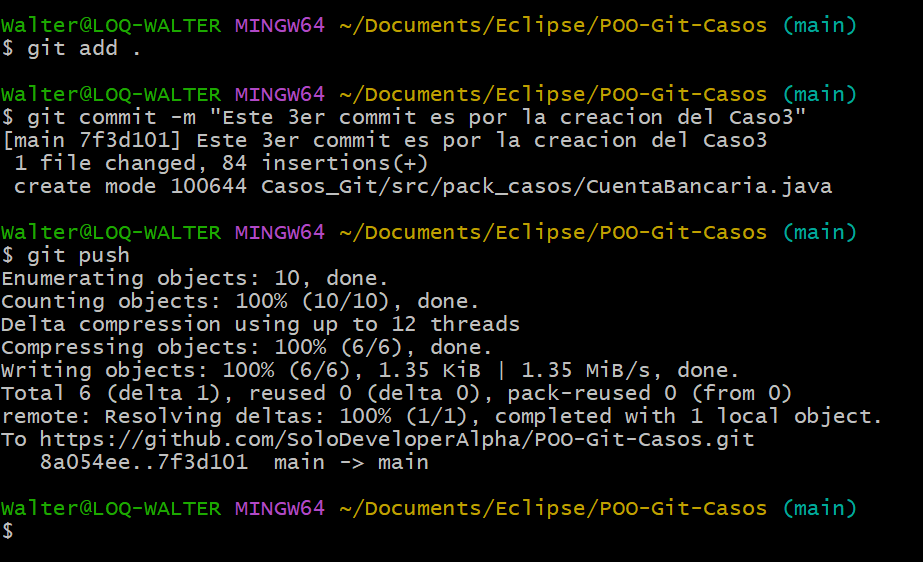 Walter@LOQ-WALTER MINGW64 ~/Documents/Eclipse/POO-Git-Casos (main)
$ git add .
Walter@LOQ-WALTER MINGW64 ~/Documents/Eclipse/POO-Git-Casos (main)
$ git commit -m "Este 3er commit es por la creacion del Caso3"
[main 7f3d101] Este 3er commit es por la creacion del Caso3
 1 file changed, 84 insertions(+)
 create mode 100644 Casos_Git/src/pack_casos/CuentaBancaria.java
Walter@LOQ-WALTER MINGW64 ~/Documents/Eclipse/POO-Git-Casos (main)
$ git push
Enumerating objects: 10, done.
Counting objects: 100% (10/10), done.
Delta compression using up to 12 threads
Compressing objects: 100% (6/6), done.
Writing objects: 100% (6/6), 1.35 KiB | 1.35 MiB/s, done.
Total 6 (delta 1), reused 0 (delta 0), pack-reused 0 (from 0)
remote: Resolving deltas: 100% (1/1), completed with 1 local object.
To https://github.com/SoloDeveloperAlpha/POO-Git-Casos.git
   8a054ee..7f3d101  main -> main
Walter@LOQ-WALTER MINGW64 ~/Documents/Eclipse/POO-Git-Casos (main)
$